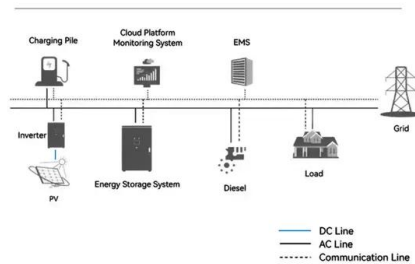 Charging Pile
Cloud Platform
Monitoring System
EMS
Grid
Inverter
PV
Energy Storage System
Diesel
Load
DC Line
AC Line
Communication Line